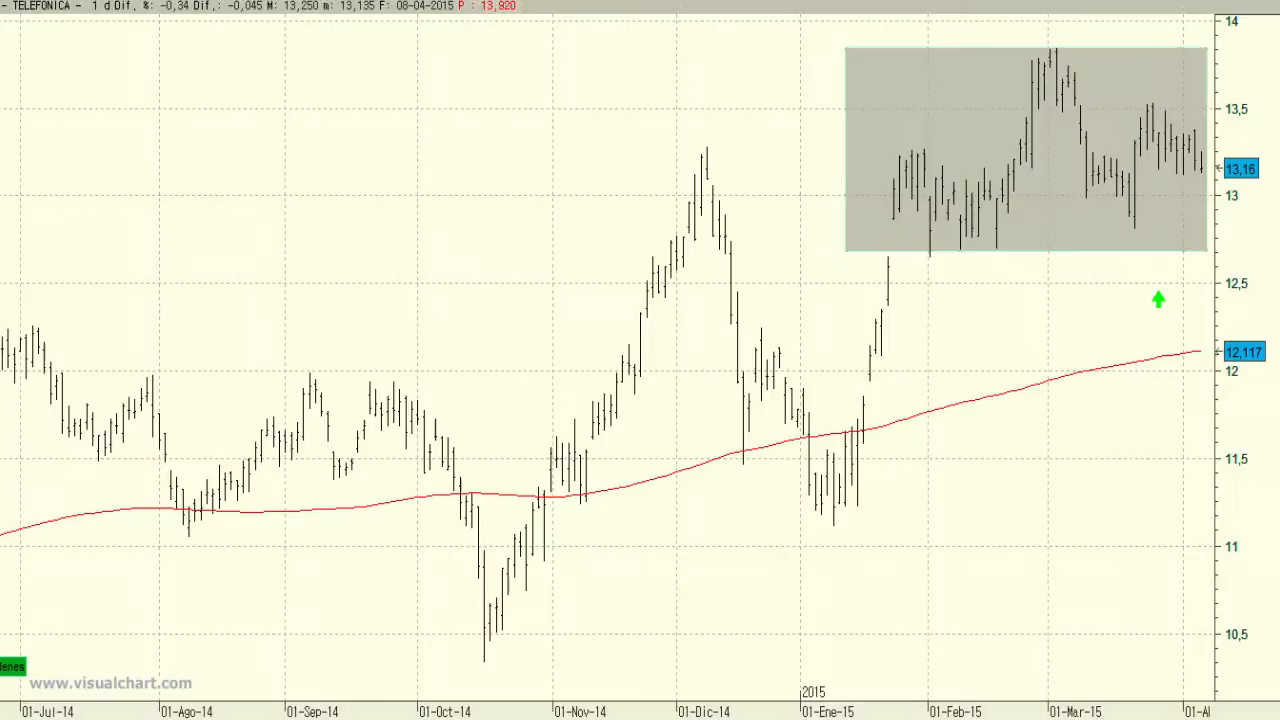 - TELEFONICA - 1 d Dif. %: -0,34 Dif.: -0,045 M: 13,250 m: 13,135 F: 08-04-2015 P : 13,920
14
13,5
13,16
13
12,5
12,117
12
11,5
11
10,5
lenes
www.visualchart.com
2015
01-Jul-14 01-Ago-14 01-Sep-14 01-Oct-14 01-Nov-14 01-Dic-14 01-Ene-15 01-Feb-15 01-Mar-15 01-A